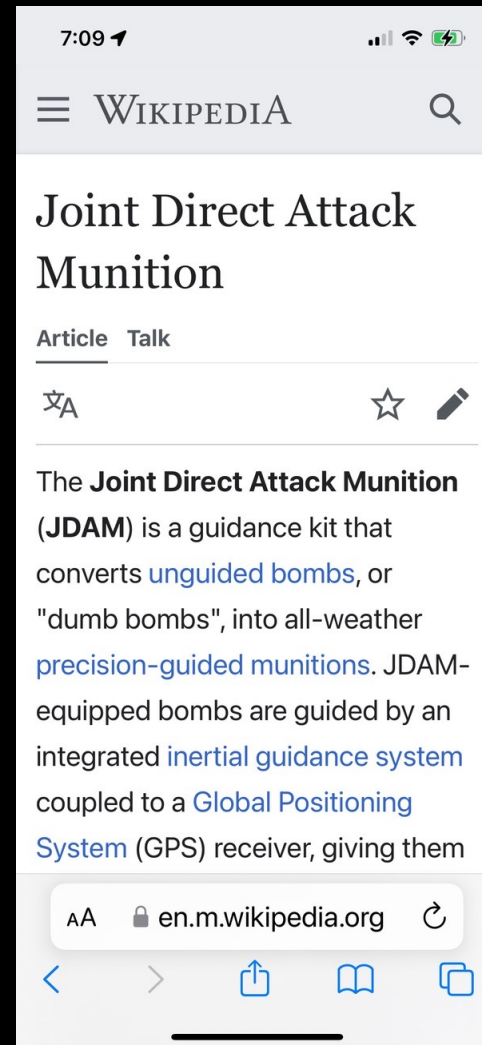 7:09
WIKIPEDIA
Joint Direct Attack
Munition
Article Talk
文A
The Joint Direct Attack Munition
(JDAM) is a guidance kit that
converts unguided bombs, or
"dumb bombs", into all-weather
precision-guided munitions. JDAM-
equipped bombs are guided by an
integrated inertial guidance system
coupled to a Global Positioning
System (GPS) receiver, giving them
AA en.m.wikipedia.org